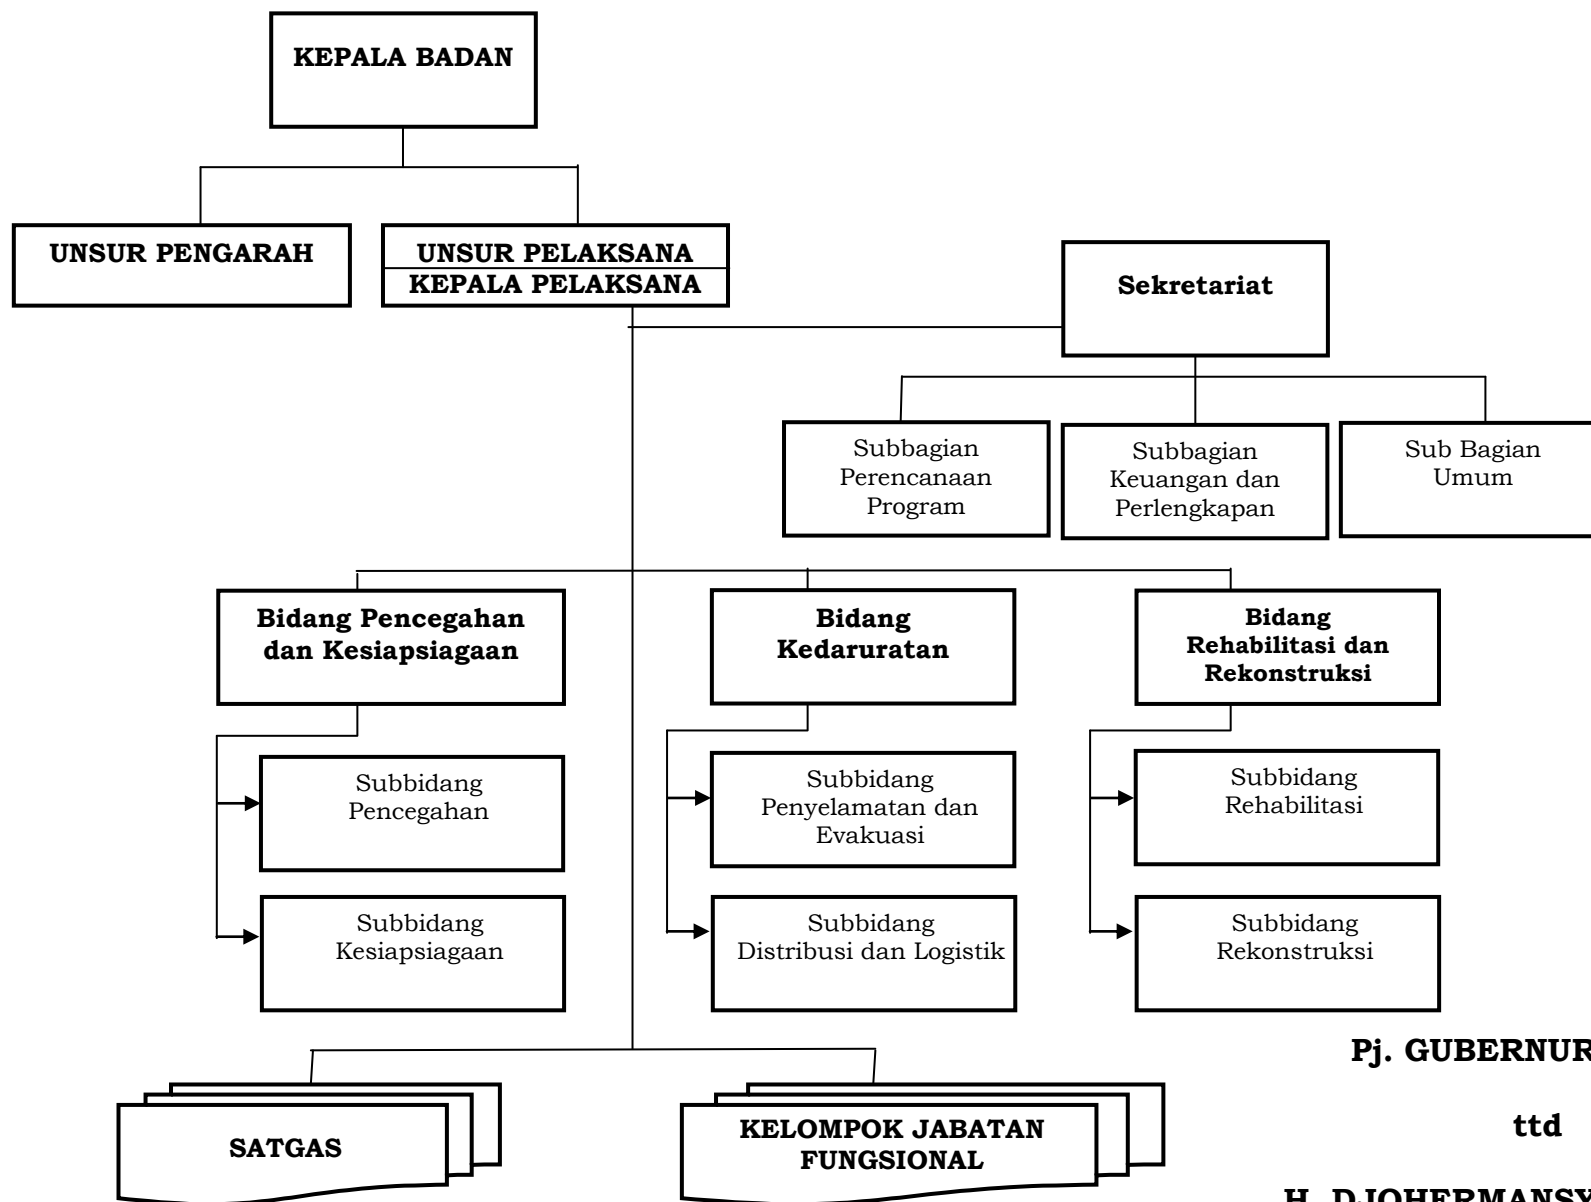 KEPALA BADAN
UNSUR PENGARAH
UNSUR PELAKSANA
KEPALA PELAKSANA
Sekretariat
Subbagian
Perencanaan
Program
Subbagian
Keuangan dan
Perlengkapan
Sub Bagian
Umum
Bidang Pencegahan
dan Kesiapsiagaan
Bidang
Kedaruratan
Bidang
Rehabilitasi dan
Rekonstruksi
Subbidang
Pencegahan
Subbidang
Penyelamatan dan
Evakuasi
Subbidang
Rehabilitasi
Subbidang
Kesiapsiagaan
Subbidang
Distribusi dan Logistik
Subbidang
Rekonstruksi
Pj. GUBERNUR
SATGAS
KELOMPOK JABATAN
FUNGSIONAL
ttd
H.